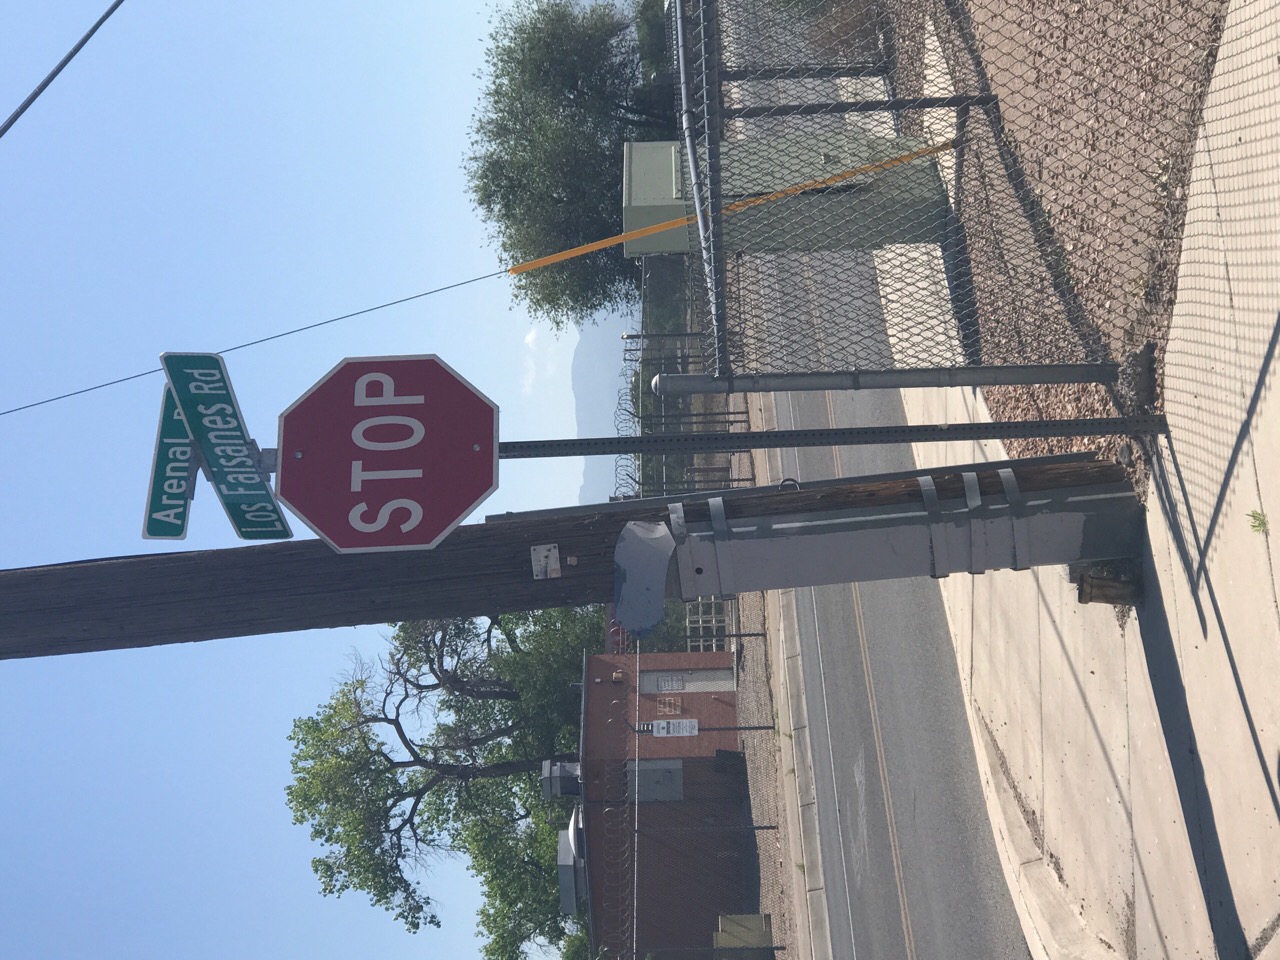 Arenal
Los Faisanes Rd
STOP